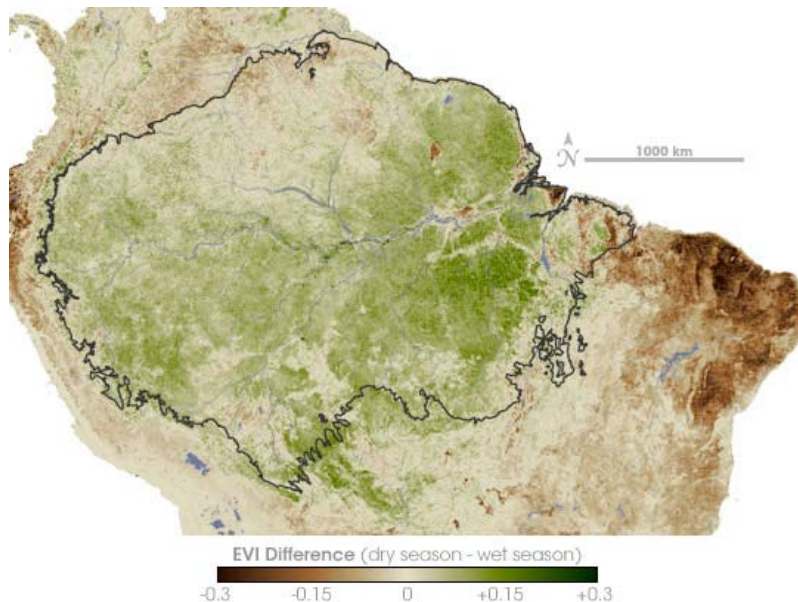 N
1000 km
EVI Difference (dry season - wet season)
-0.3 -0.15 0 +0.15 +0.3